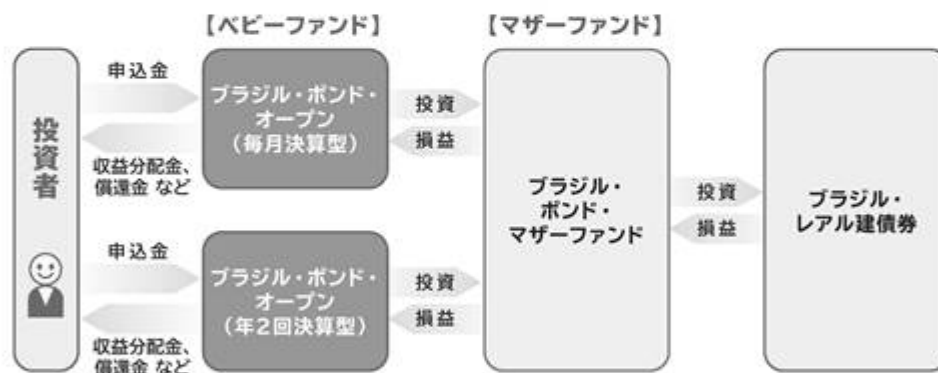 【ベビーファンド】
【マザーファンド】
投資者
申込金
収益分配金、
償還金 など
ブラジル・ボンド・
オープン
（毎月決算型）
投資
損益
申込金
収益分配金、
償還金 など
ブラジル・ボンド・
オープン
（年2回決算型）
投資
損益
ブラジル・
ボンド・
マザーファンド
投資
損益
ブラジル・
レアル建債券